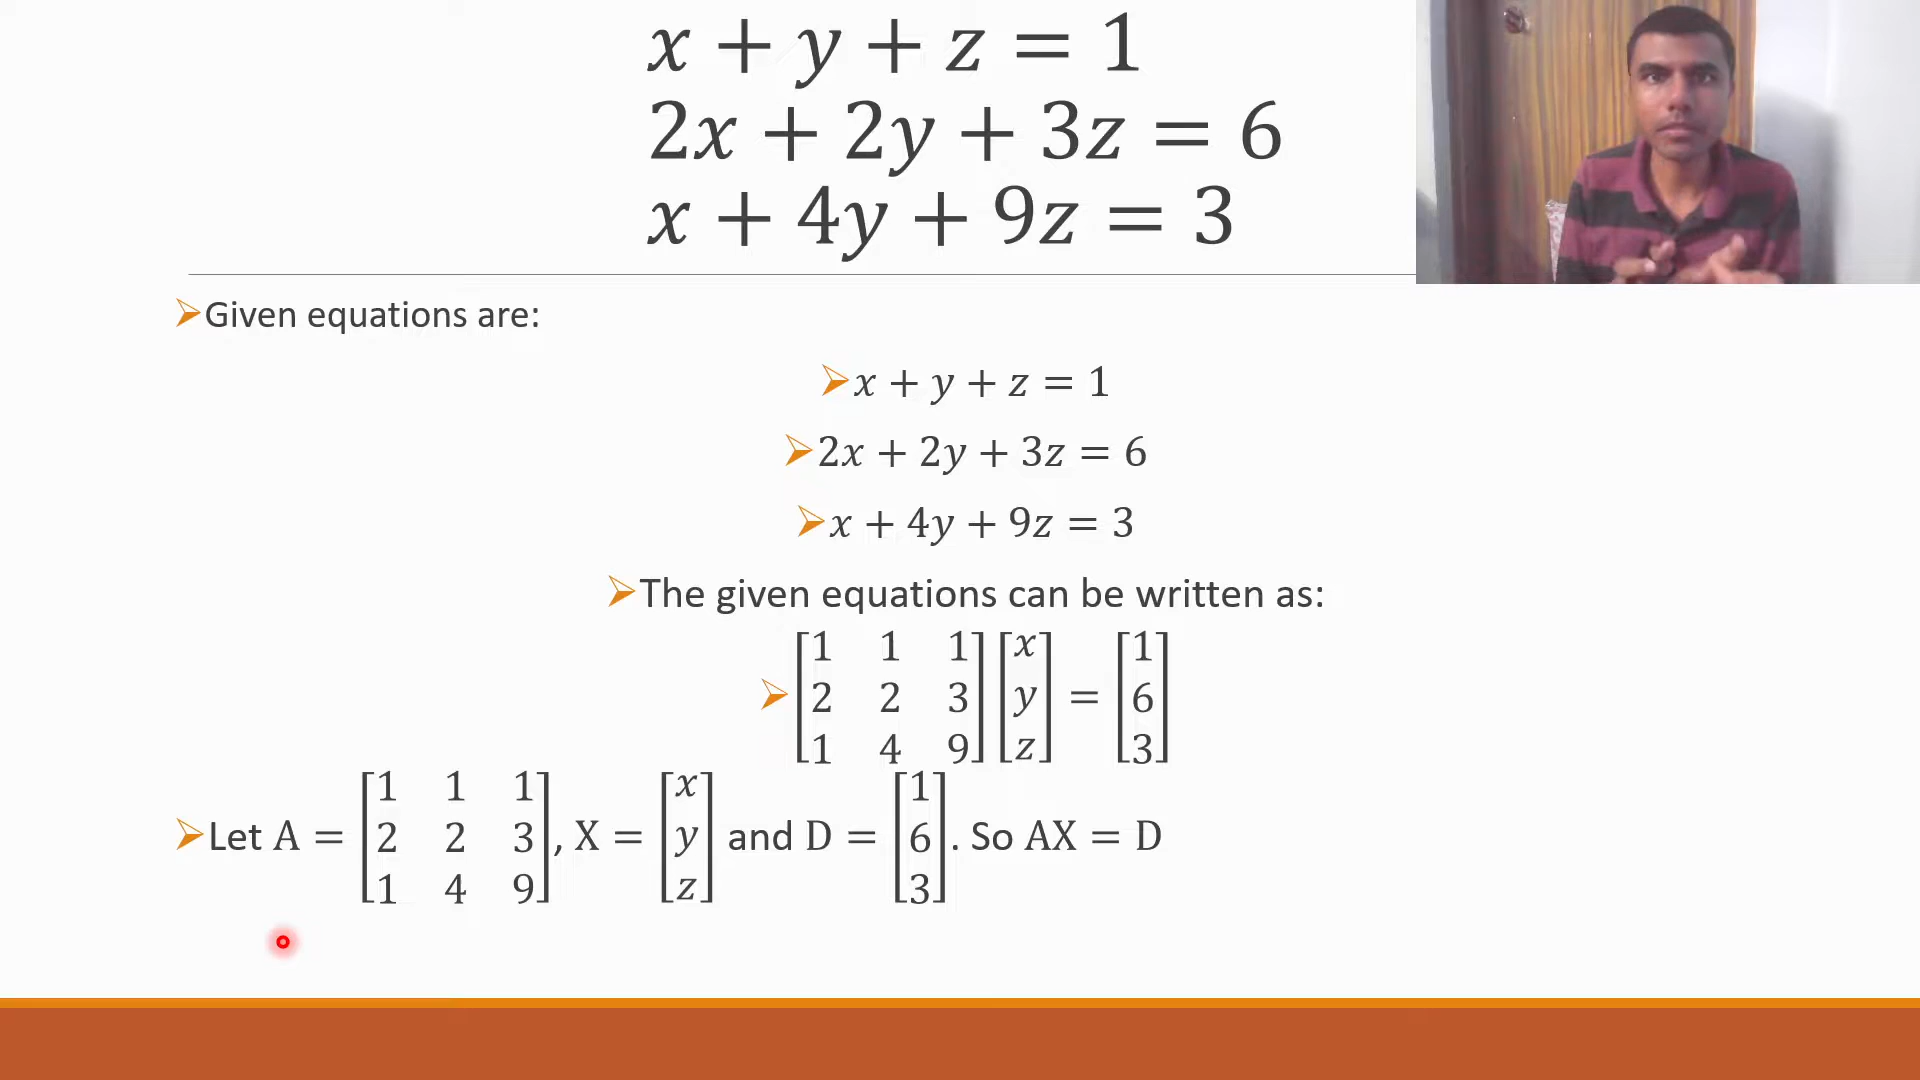 x + y + z = 1
2x + 2y + 3z = 6
x + 4y + 9z = 3
Given equations are:
x + y + z = 1
2x + 2y + 3z = 6
x + 4y + 9z = 3
The given equations can be written as:
[1 1 1; 2 2 3; 1 4 9] [x; y; z] = [1; 6; 3]
Let A = [1 1 1; 2 2 3; 1 4 9], X = [x; y; z] and D = [1; 6; 3]. So AX = D